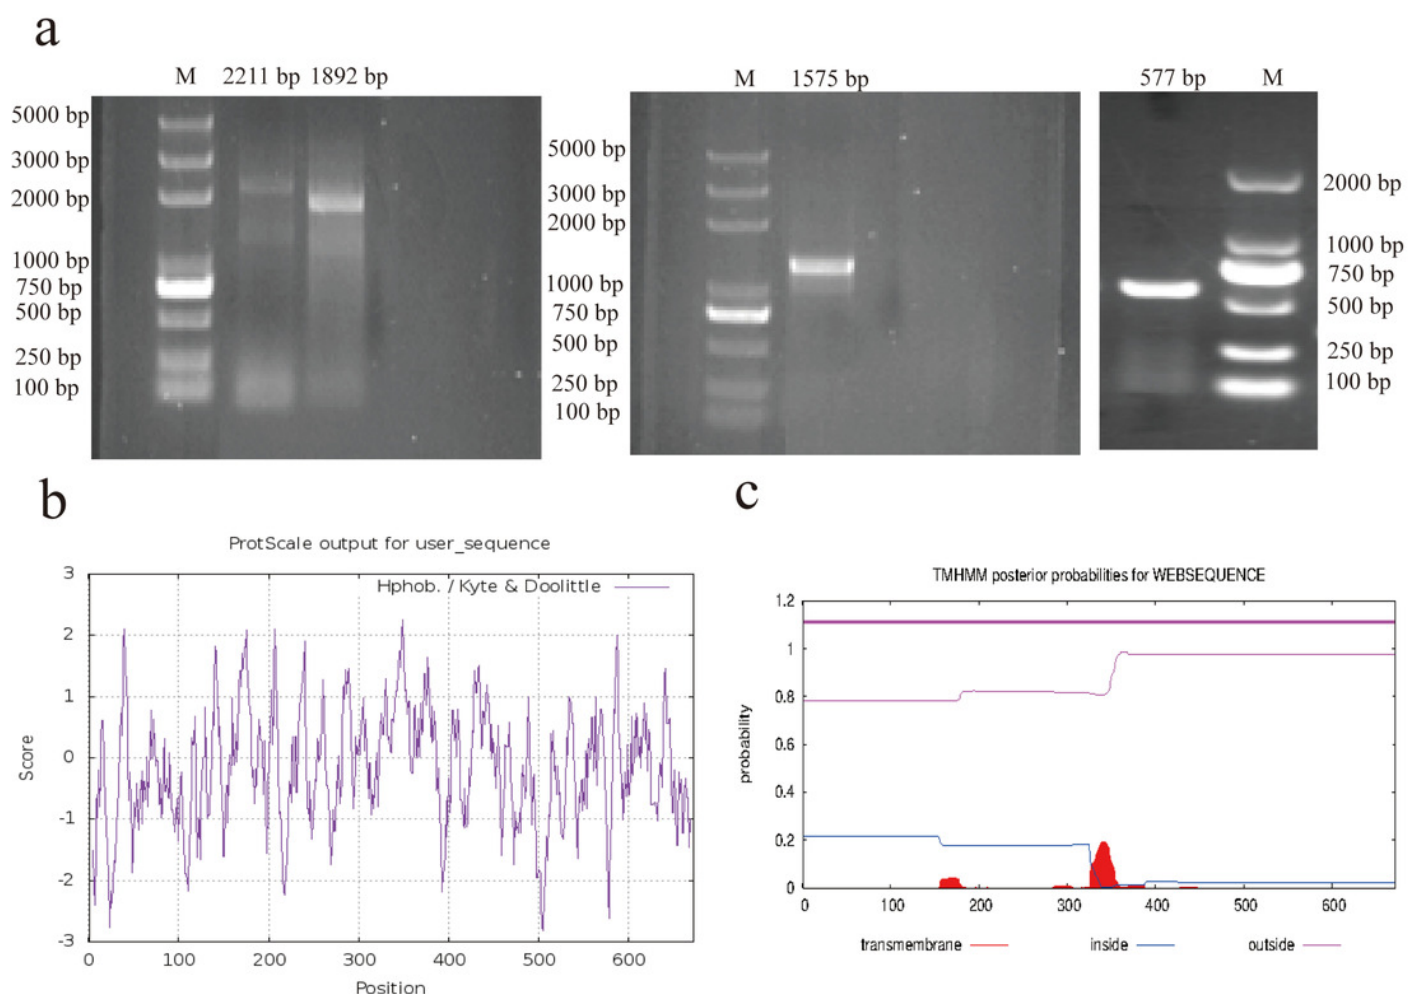 a
M 2211 bp 1892 bp
5000 bp
3000 bp
2000 bp
1000 bp
750 bp
500 bp
250 bp
100 bp
M 1575 bp
5000 bp
3000 bp
2000 bp
1000 bp
750 bp
500 bp
250 bp
100 bp
577 bp M
2000 bp
1000 bp
750 bp
500 bp
250 bp
100 bp
b
ProtScale output for user_sequence
Hphob. / Kyte & Doolittle
3
2
1
0
-1
-2
-3
Score
0 100 200 300 400 500 600
Position
c
TMHMM posterior probabilities for WEBSEQUENCE
1.2
1
0.8
0.6
0.4
0.2
0
probability
0 100 200 300 400 500 600
transmembrane inside outside